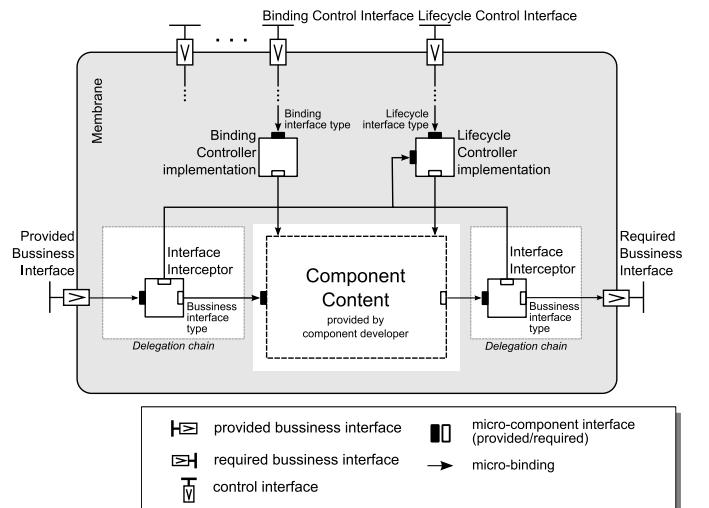 Binding Control Interface Lifecycle Control Interface
. . .
Membrane
Binding
interface type
Lifecycle
interface type
Binding
Controller
implementation
Lifecycle
Controller
implementation
Provided
Bussiness
Interface
Interface
Interceptor
Bussiness
interface
type
Delegation chain
Component
Content
provided by
component developer
Interface
Interceptor
Bussiness
interface
type
Delegation chain
Required
Bussiness
Interface
provided bussiness interface
required bussiness interface
control interface
micro-component interface
(provided/required)
micro-binding